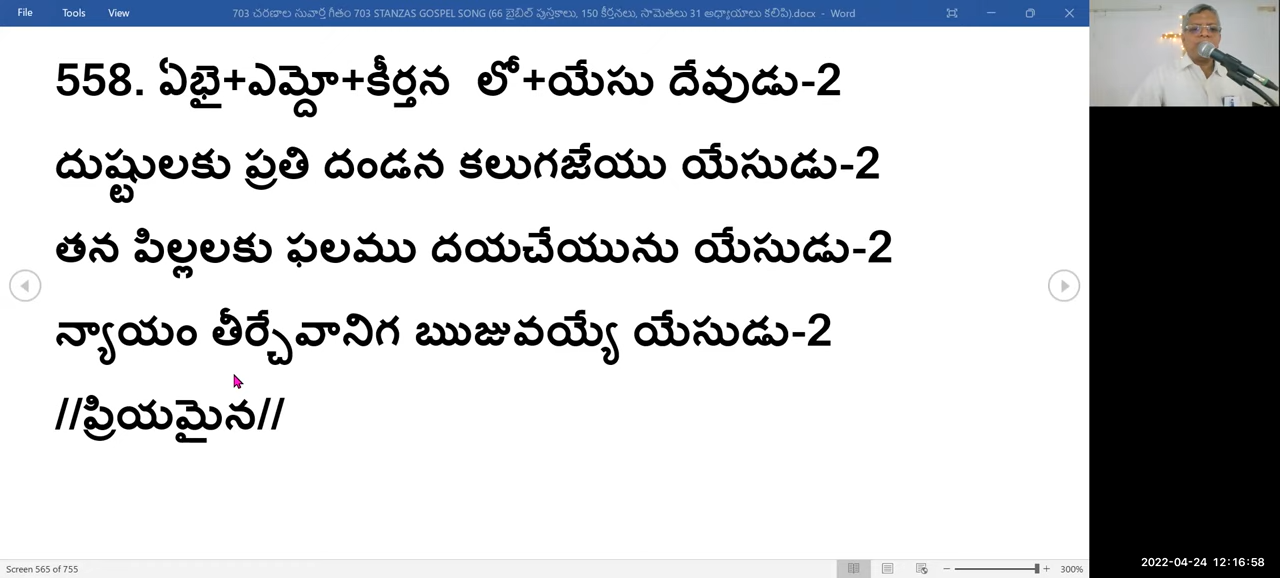 File Tools View 703 చరణాల సువార్త గీతం 703 STANZAS GOSPEL SONG (66 బైబిల్ పుస్తకాలు, 150 కీర్తనలు, సామెతలు 31 అధ్యాయాలు కలిపి).docx - Word
558. ఏభై+ఎమ్దో+కీర్తన లో+యేసు దేవుడు-2
దుష్టులకు ప్రతి దండన కలుగజేయు యేసుడు-2
తన పిల్లలకు ఫలము దయచేయును యేసుడు-2
న్యాయం తీర్చేవానిగ ఋజువయ్యే యేసుడు-2
//ప్రియమైన//
2022-04-24 12:16:58
Screen 565 of 755 300%